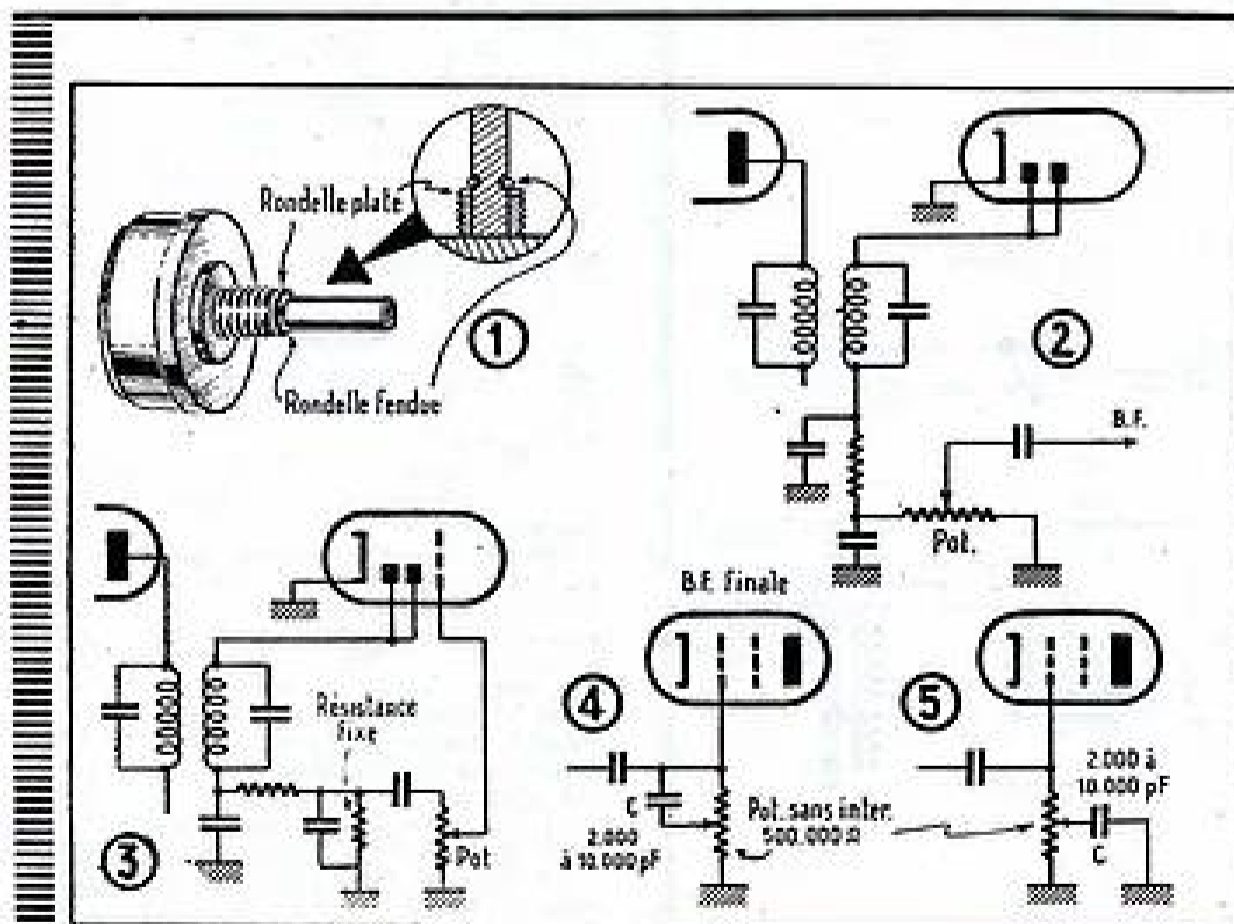 Rondelle plate
1
Rondelle fendue
2
B.F.
Pot.
3
Résistance
fixe
Pot
B.F. finale
4
C
2.000
à 10.000 pF
Pot. sans inter.
500.000 Ω
5
2.000 à
10.000 pF
C